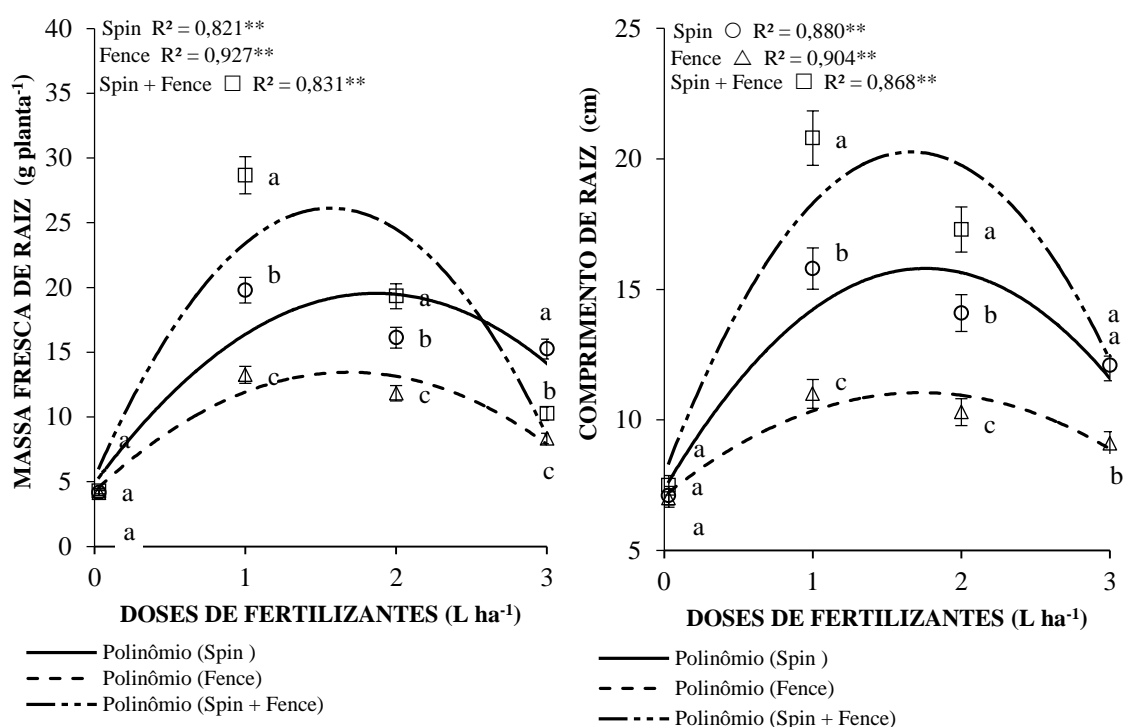 Spin R² = 0,821**
Fence R² = 0,927**
Spin + Fence □ R² = 0,831**
MASSA FRESCA DE RAIZ (g planta⁻¹)
40
35
30
25
20
15
10
5
0
a
b
c
a
b
c
a
b
c
a
a
a
0 1 2 3
DOSES DE FERTILIZANTES (L ha⁻¹)
Polinômio (Spin )
Polinômio (Fence)
Polinômio (Spin + Fence)
Spin ○ R² = 0,880**
Fence △ R² = 0,904**
Spin + Fence □ R² = 0,868**
COMPRIMENTO DE RAIZ (cm)
25
20
15
10
5
a
b
c
a
b
c
a
a
b
a
a
a
0 1 2 3
DOSES DE FERTILIZANTES (L ha⁻¹)
Polinômio (Spin )
Polinômio (Fence)
Polinômio (Spin + Fence)